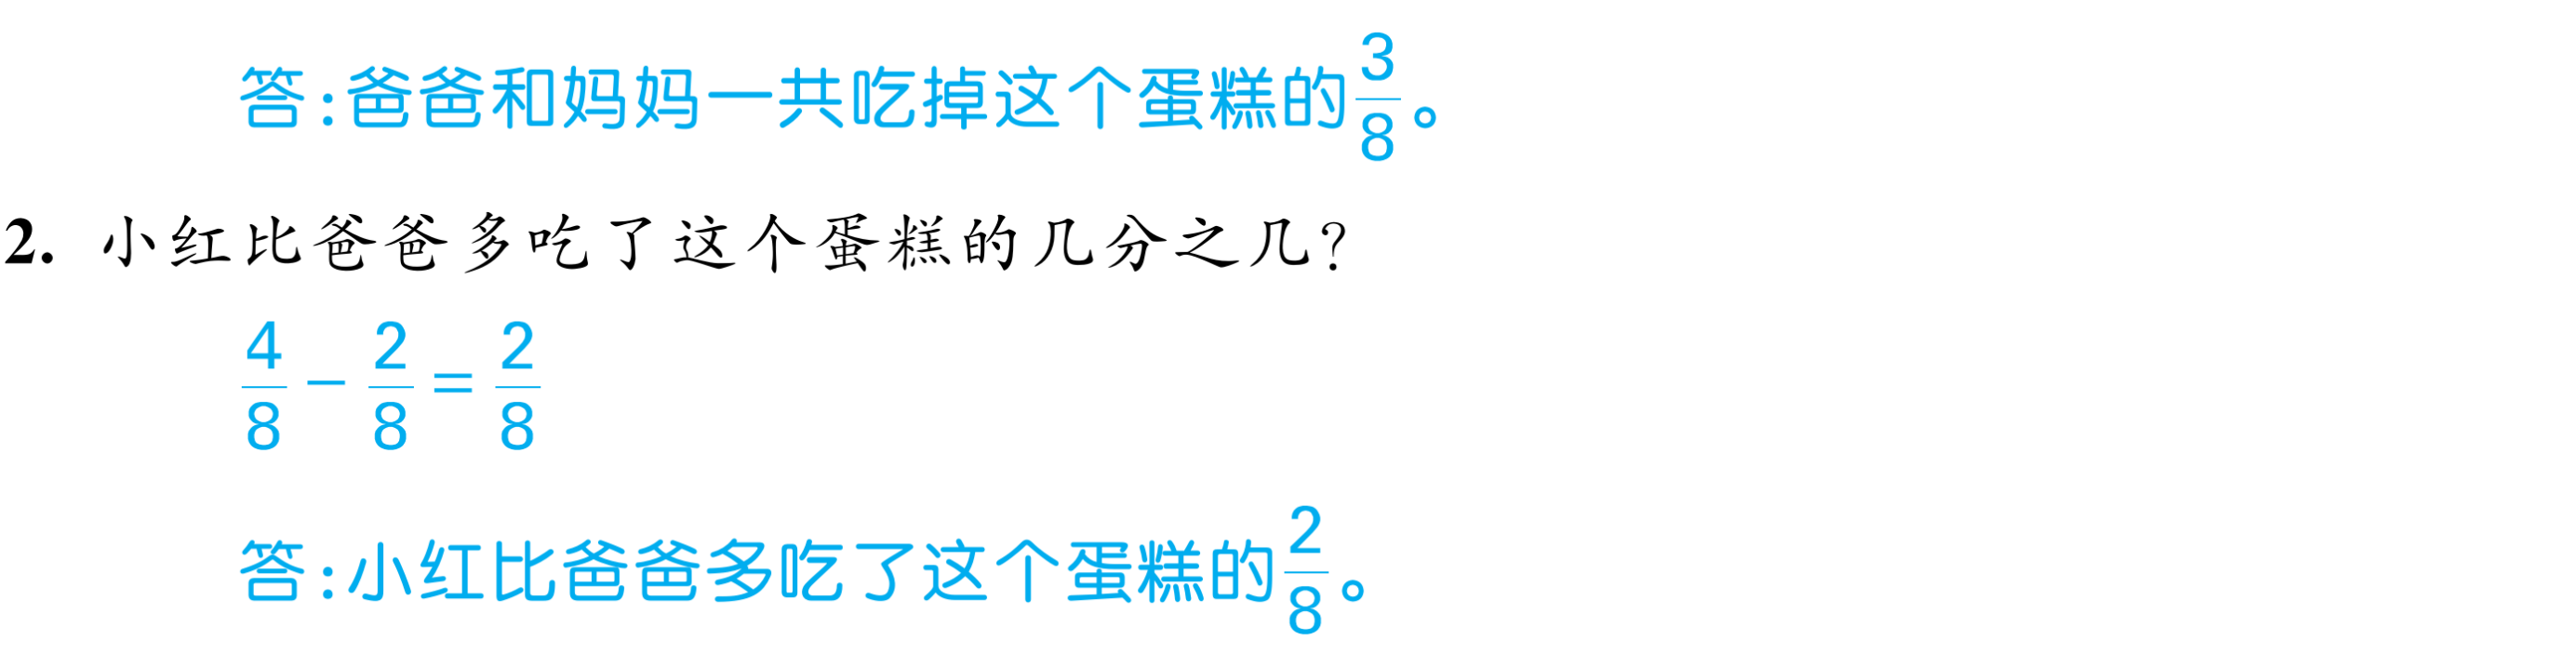 答:爸爸和妈妈一共吃掉这个蛋糕的3/8。
2. 小红比爸爸多吃了这个蛋糕的几分之几?
4/8 - 2/8 = 2/8
答:小红比爸爸多吃了这个蛋糕的2/8。